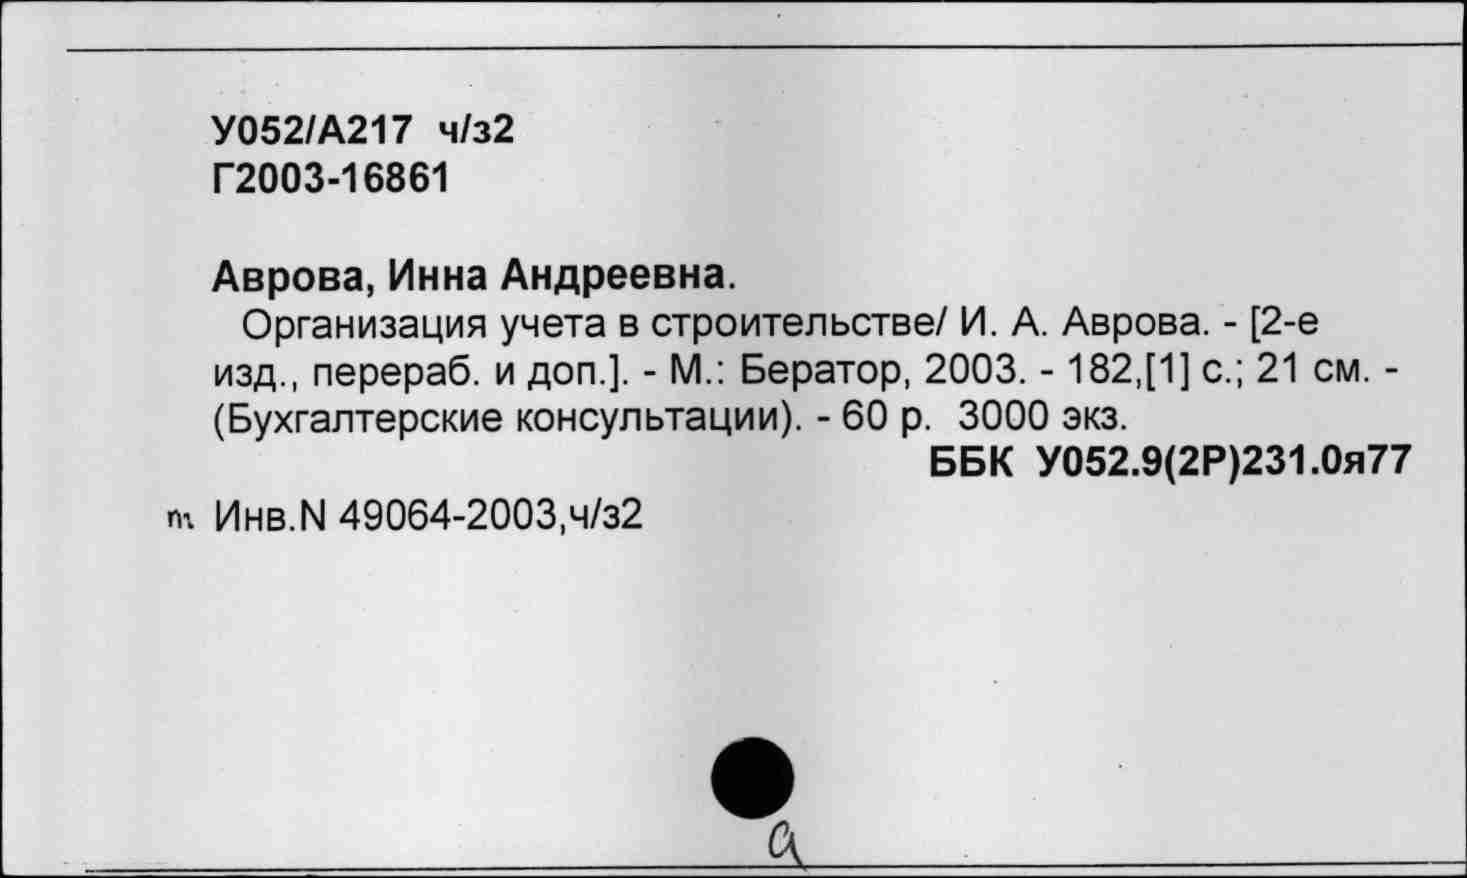 У052/А217 ч/з2
Г2003-16861
Аврова, Инна Андреевна.
Организация учета в строительстве/ И. А. Аврова. - [2-е
изд., перераб. и доп.]. - М.: Бератор, 2003. - 182,[1] с.; 21 см. -
(Бухгалтерские консультации). - 60 р. 3000 экз.
ББК У052.9(2Р)231.0я77
Инв.N 49064-2003,ч/з2
а